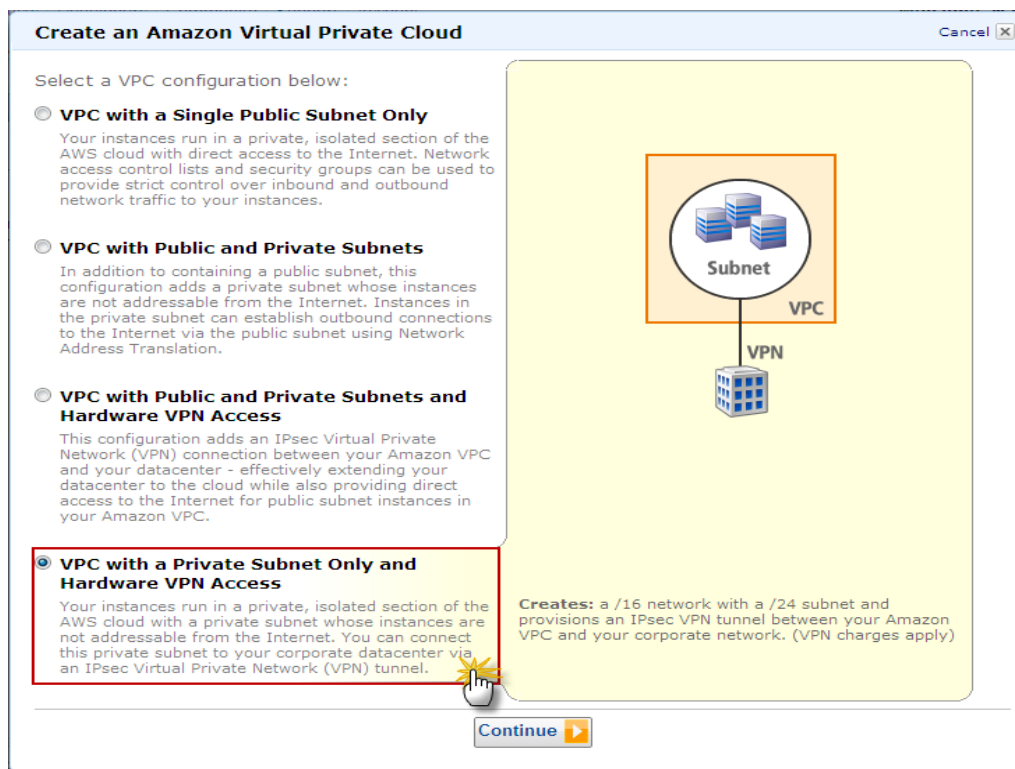 Create an Amazon Virtual Private Cloud
Cancel
Select a VPC configuration below:
VPC with a Single Public Subnet Only
Your instances run in a private, isolated section of the
AWS cloud with direct access to the Internet. Network
access control lists and security groups can be used to
provide strict control over inbound and outbound
network traffic to your instances.
VPC with Public and Private Subnets
In addition to containing a public subnet, this
configuration adds a private subnet whose instances
are not addressable from the Internet. Instances in
the private subnet can establish outbound connections
to the Internet via the public subnet using Network
Address Translation.
VPC with Public and Private Subnets and
Hardware VPN Access
This configuration adds an IPsec Virtual Private
Network (VPN) connection between your Amazon VPC
and your datacenter - effectively extending your
datacenter to the cloud while also providing direct
access to the Internet for public subnet instances in
your Amazon VPC.
VPC with a Private Subnet Only and
Hardware VPN Access
Your instances run in a private, isolated section of the
AWS cloud with a private subnet whose instances are
not addressable from the Internet. You can connect
this private subnet to your corporate datacenter via
an IPsec Virtual Private Network (VPN) tunnel.
Subnet
VPC
VPN
Creates: a /16 network with a /24 subnet and
provisions an IPsec VPN tunnel between your Amazon
VPC and your corporate network. (VPN charges apply)
Continue